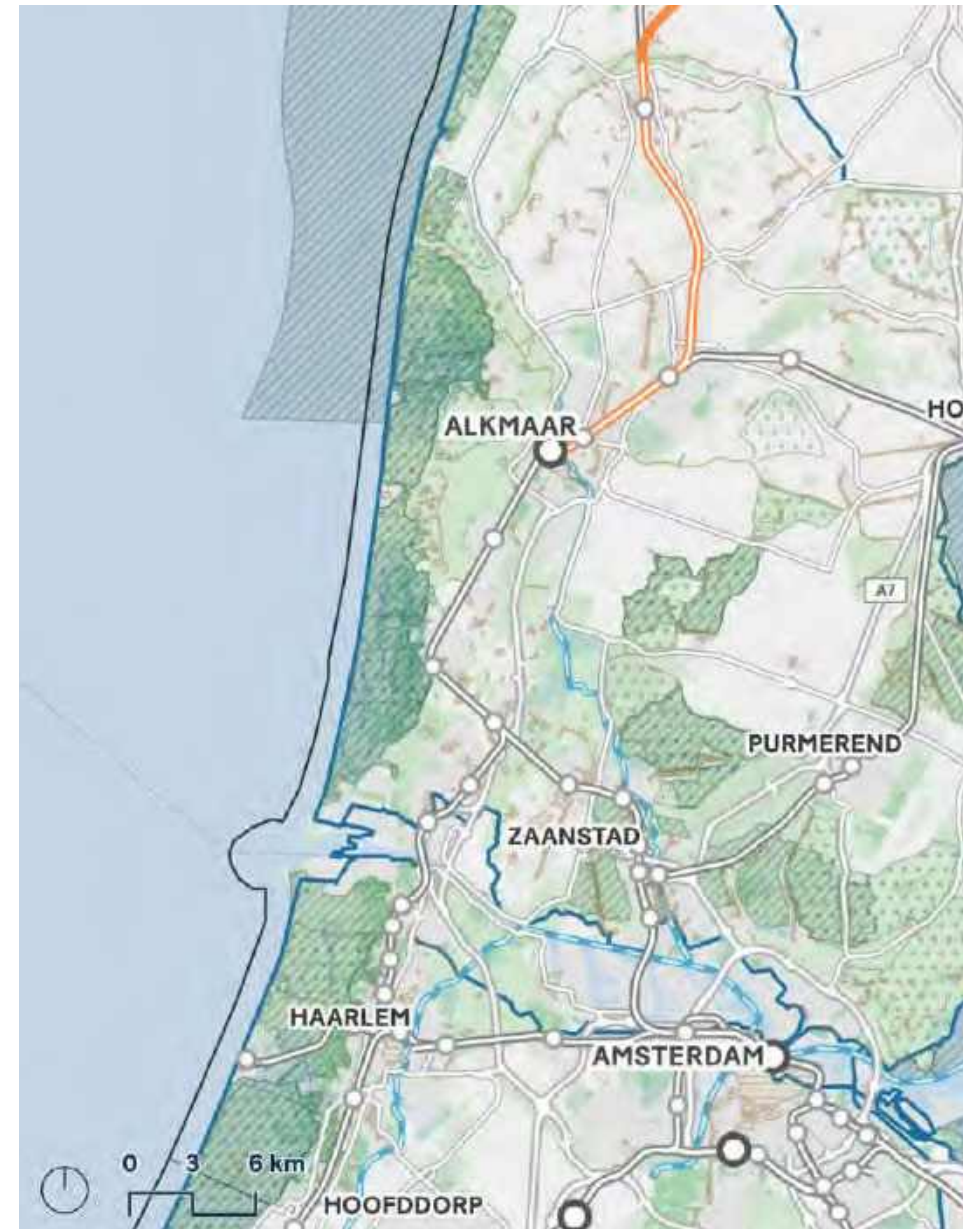 ALKMAAR
HO
A7
PURMEREND
ZAANSTAD
HAARLEM
AMSTERDAM
0 3 6 km
HOOFDDORP